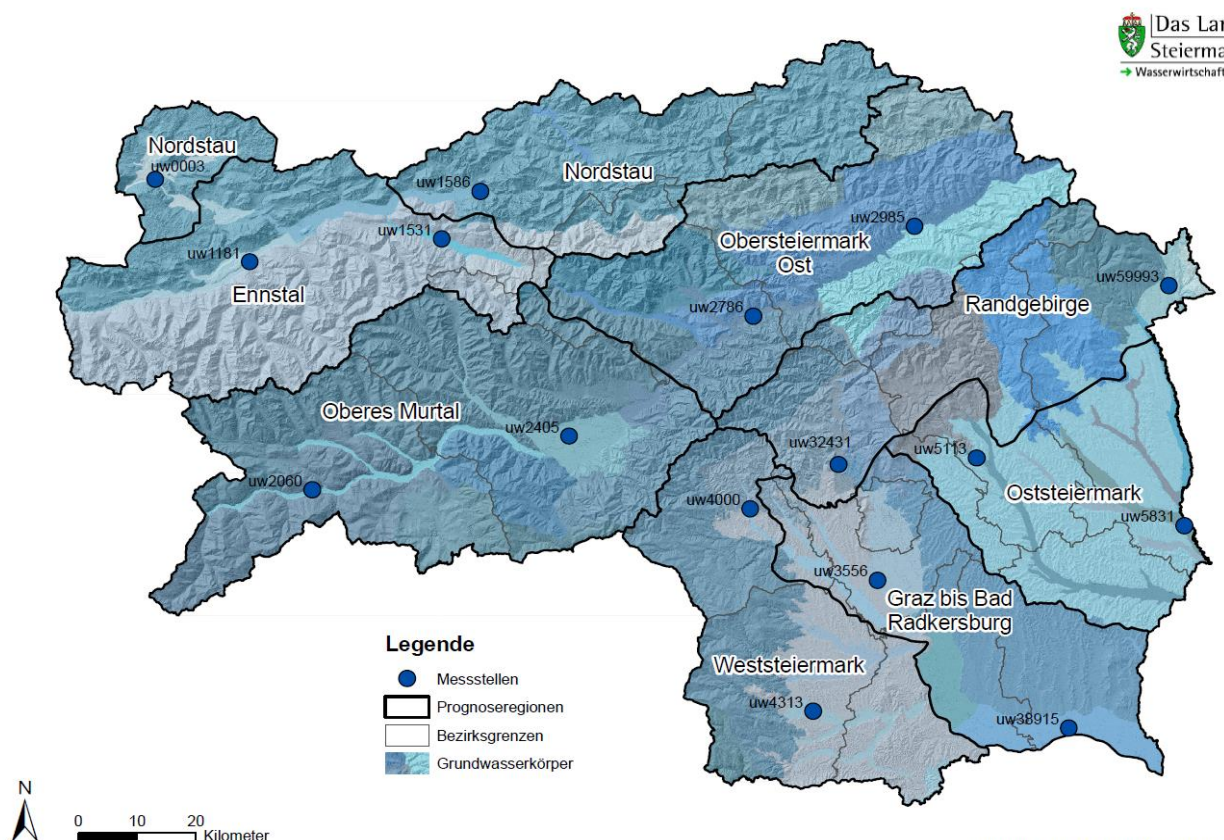 Das Lan
Steierma
→ Wasserwirtschaft
Nordstau
uw0003
uw1586
Nordstau
uw1531
uw2985
uw1181
Obersteiermark
Ost
uw59993
Ennstal
uw2786
Randgebirge
Oberes Murtal
uw2405
uw32431
uw5113
uw2060
uw4000
Oststeiermark
uw5831
uw3556
Graz bis Bad
Radkersburg
Weststeiermark
uw4313
uw38915
Legende
Messstellen
Prognoseregionen
Bezirksgrenzen
Grundwasserkörper
N
0 10 20
Kilometer